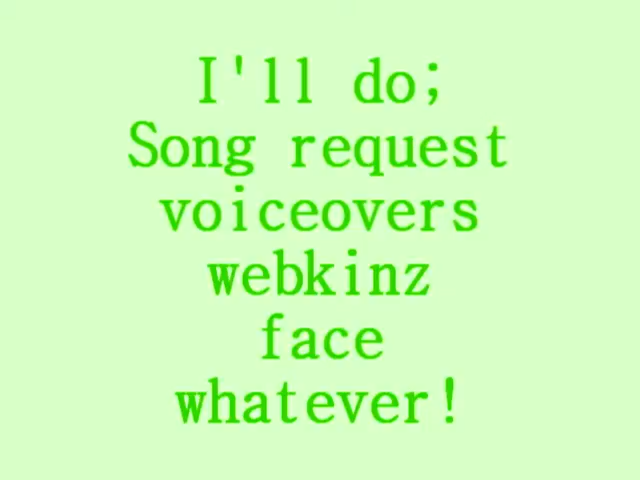 I'll do;
Song request
voiceovers
webkinz
face
whatever!